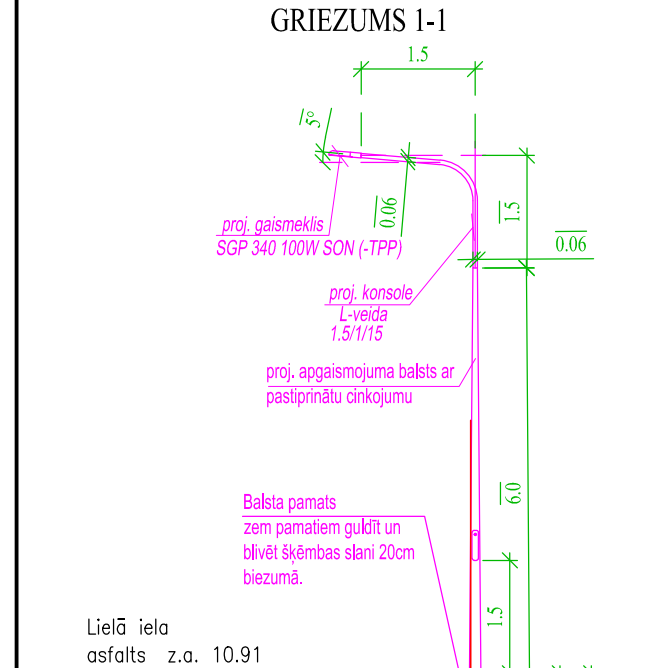 GRIEZUMS 1-1
1.5
5°
0.06
1.5
0.06
proj. gaismeklis
SGP 340 100W SON (-TPP)
proj. konsole
L-veida
1.5/1/15
proj. apgaismojuma balsts ar
pastiprinātu cinkojumu
6.0
Balsta pamats
zem pamatiem guldīt un
blivēt šķēmbas slani 20cm
biezumā.
1.5
Lielā iela
asfalts z.a. 10.91